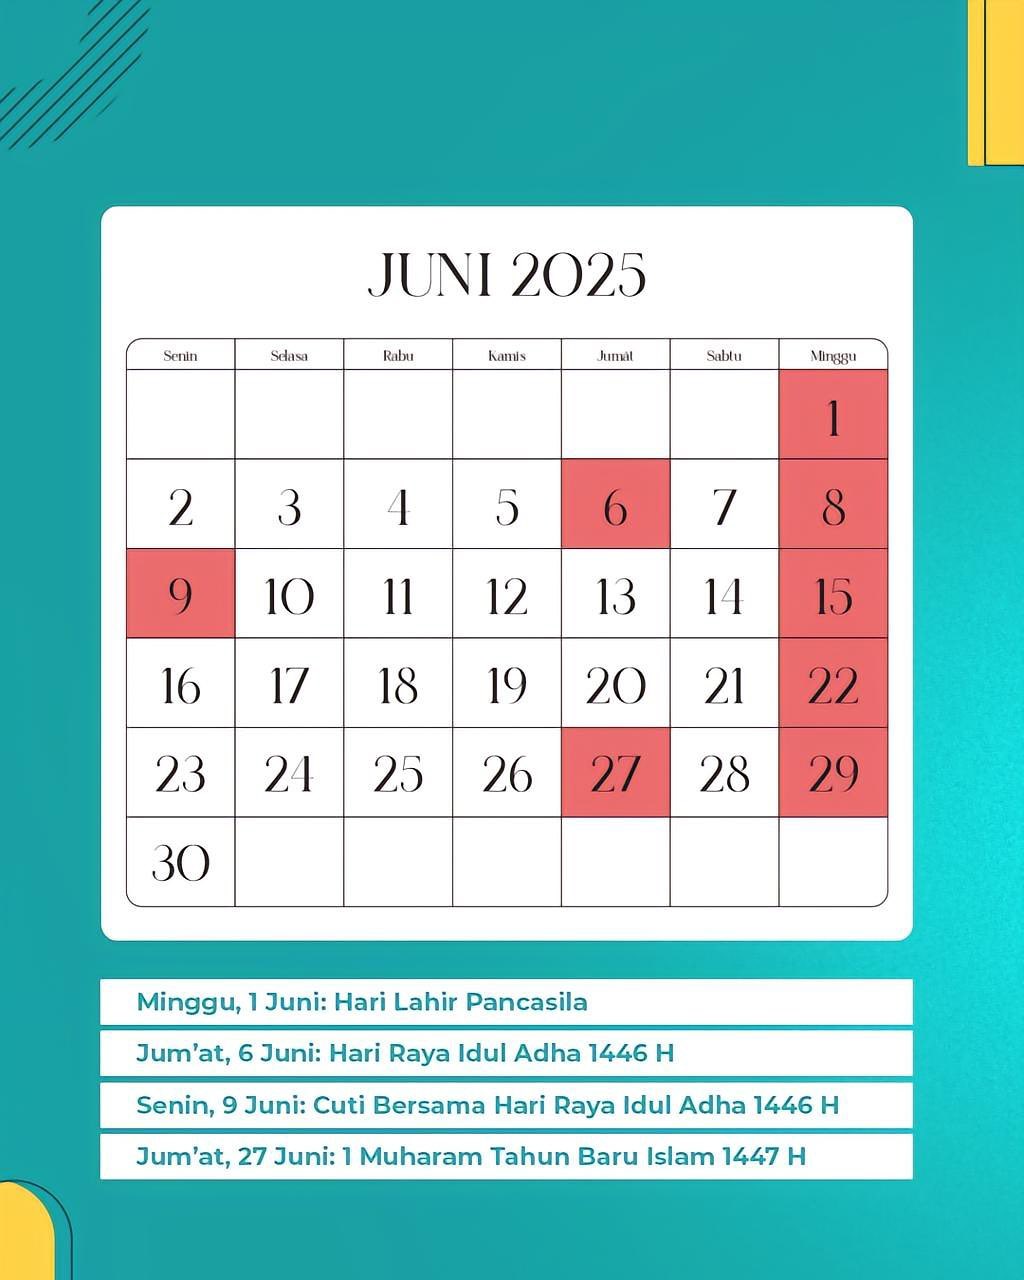 JUNI 2025
Senin Selasa Rabu Kamis Jumat Sabtu Minggu
1
2 3 4 5 6 7 8
9 10 11 12 13 14 15
16 17 18 19 20 21 22
23 24 25 26 27 28 29
30
Minggu, 1 Juni: Hari Lahir Pancasila
Jum’at, 6 Juni: Hari Raya Idul Adha 1446 H
Senin, 9 Juni: Cuti Bersama Hari Raya Idul Adha 1446 H
Jum’at, 27 Juni: 1 Muharam Tahun Baru Islam 1447 H